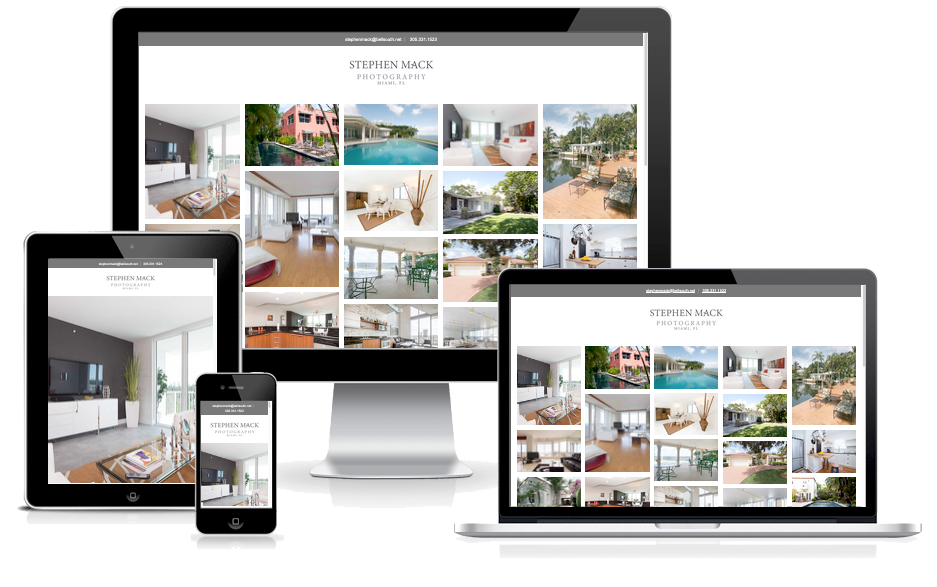 stephenmack@bellsouth.net | 305.331.1523
STEPHEN MACK
PHOTOGRAPHY
MIAMI, FL
stephenmack@bellsouth.net | 305.331.1523
STEPHEN MACK
PHOTOGRAPHY
MIAMI, FL
stephenmack@bellsouth.net |
305.331.1523
STEPHEN MACK
PHOTOGRAPHY
MIAMI, FL
stephenmack@bellsouth.net | 305.331.1523
STEPHEN MACK
PHOTOGRAPHY
MIAMI, FL